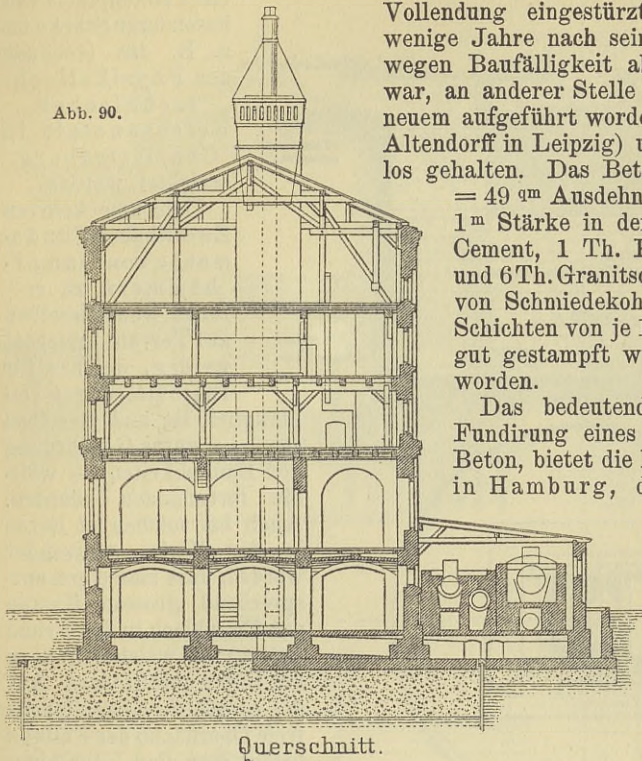 Abb. 90.
Vollendung eingestürzt
wenige Jahre nach sein
wegen Baufälligkeit a
war, an anderer Stelle
neuem aufgeführt word
Altendorff in Leipzig) u
los gehalten. Das Bet
= 49 qm Ausdehn
1m Stärke in de
Cement, 1 Th. 
und 6 Th. Granits
von Schmiedekoh
Schichten von je 
gut gestampft w
worden.
Das bedeutend
Fundirung eines
Beton, bietet die
in Hamburg, d
Querschnitt.